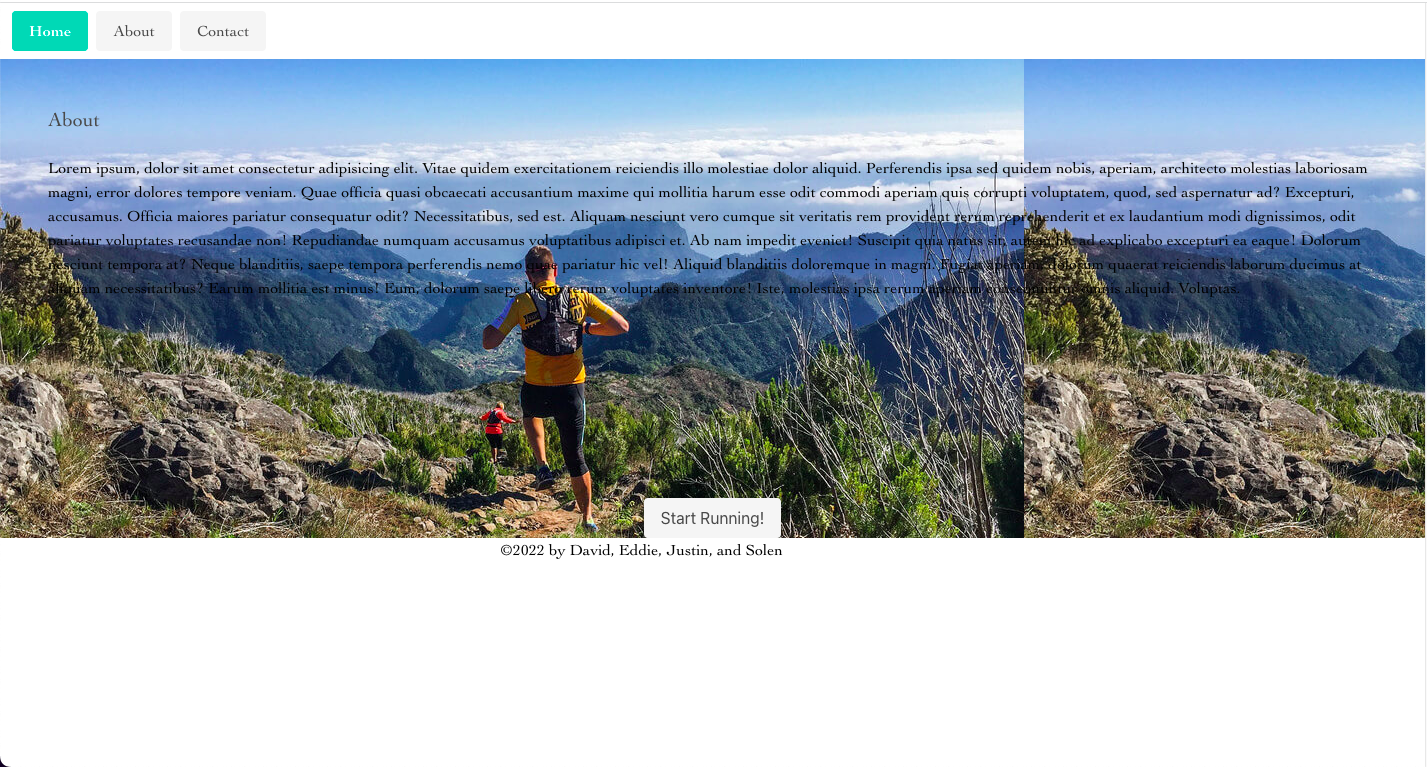 Home About Contact
About
Lorem ipsum, dolor sit amet consectetur adipisicing elit. Vitae quidem exercitationem reiciendis illo molestiae dolor aliquid. Perferendis ipsa sed quidem nobis, aperiam, architecto molestias laboriosam
magni, error dolores tempore veniam. Quae officia quasi obcaecati accusantium maxime qui mollitia harum esse odit commodi aperiam quis corrupti voluptatem, quod, sed aspernatur ad? Excepturi,
accusamus. Officia maiores pariatur consequatur odit? Necessitatibus, sed est. Aliquam nesciunt vero cumque sit veritatis rem provident rerum reprehenderit et ex laudantium modi dignissimos, odit
pariatur voluptates recusandae non! Repudiandae numquam accusamus voluptatibus adipisci et. Ab nam impedit eveniet! Suscipit quia natus sit, autem ad explicabo excepturi ea eaque! Dolorum
nesciunt tempora at? Neque blanditiis, saepe tempora perferendis nemo quae pariatur hic vel! Aliquid blanditiis doloremque in magni. Fugit quaerat reiciendis laborum ducimus at
necessitatibus? Earum mollitia est minus! Eum, dolorum saepe rerum voluptates inventore! Iste, molestias ipsa rerum aliquid. Voluptas.
Start Running!
©2022 by David, Eddie, Justin, and Solen